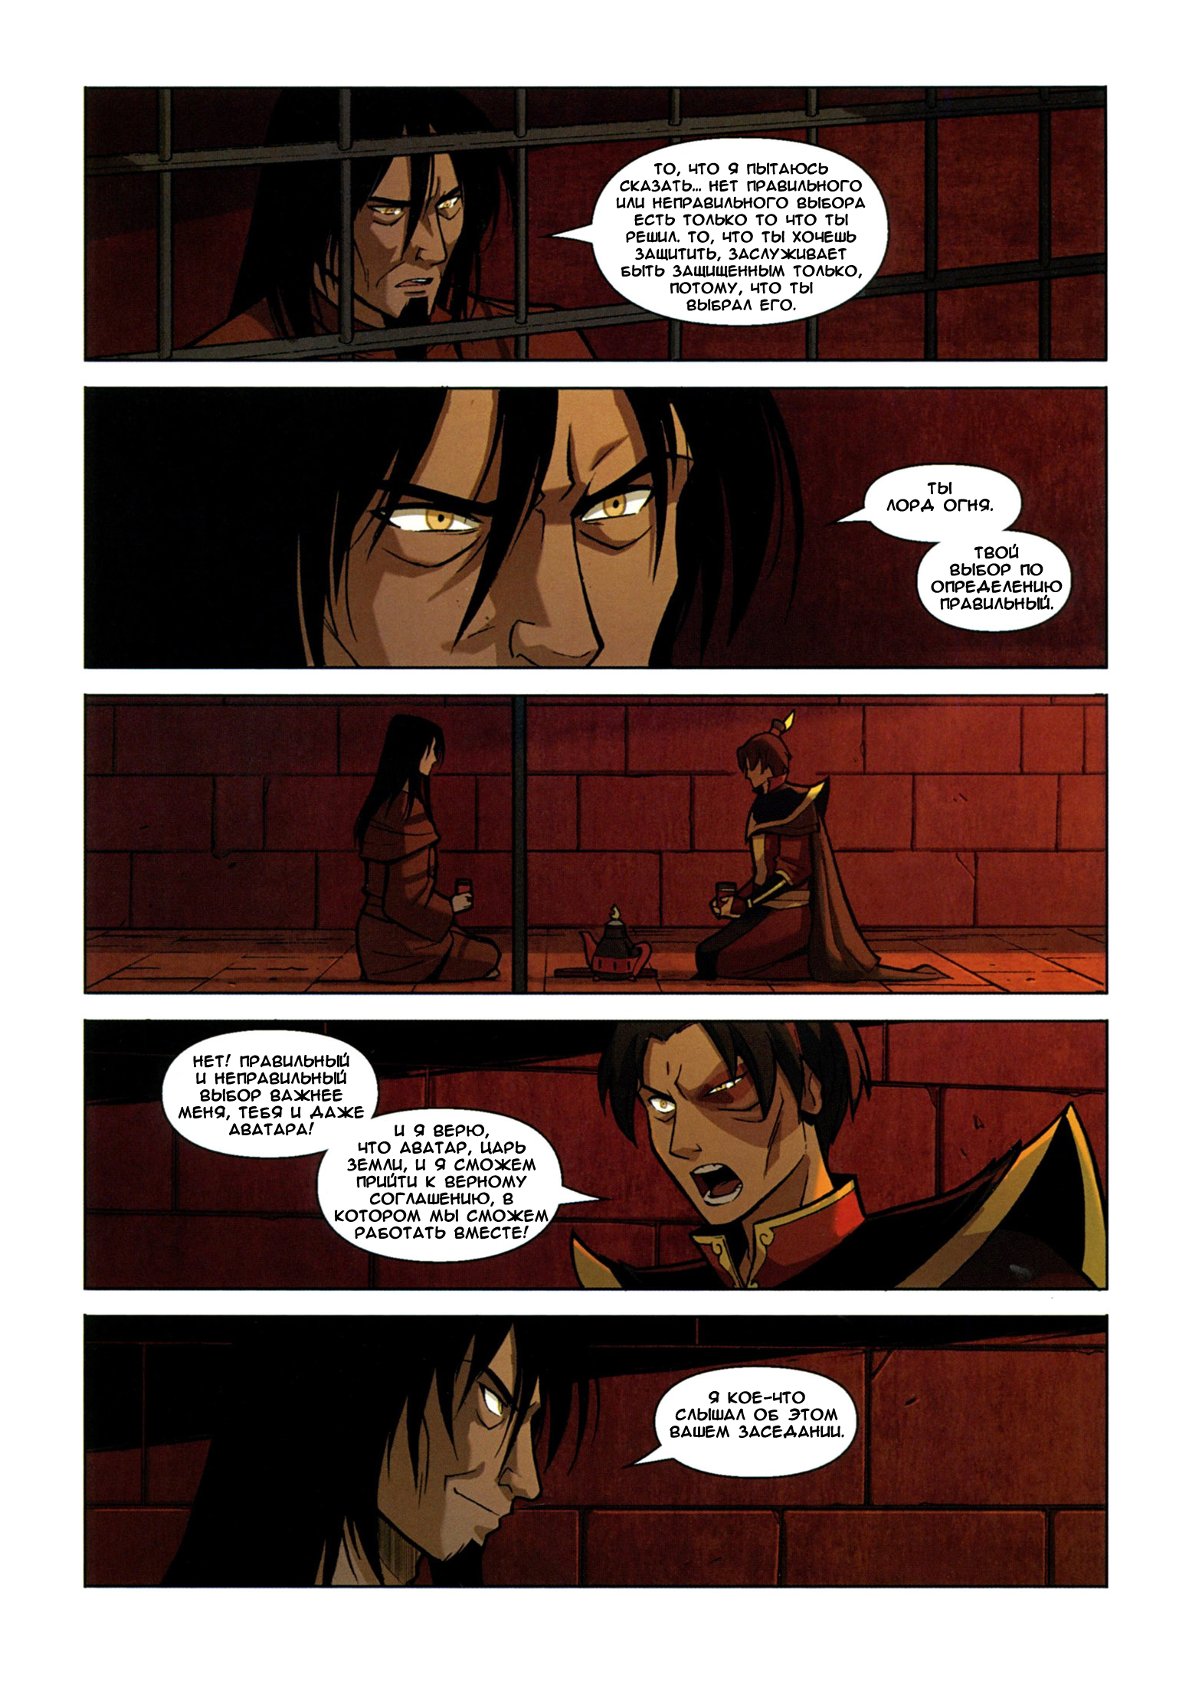 ТО, ЧТО Я ПЫТАЮСЬ
СКАЗАТЬ... НЕТ ПРАВИЛЬНОГО
ИЛИ НЕПРАВИЛЬНОГО ВЫБОРА
ЕСТЬ ТОЛЬКО ТО ЧТО ТЫ
РЕШИЛ. ТО, ЧТО ТЫ ХОЧЕШЬ
ЗАЩИТИТЬ, ЗАСЛУЖИВАЕТ
БЫТЬ ЗАЩИЩЕННЫМ ТОЛЬКО,
ПОТОМУ, ЧТО ТЫ
ВЫБРАЛ ЕГО.
ТЫ
ЛОРД ОГНЯ.
ТВОЙ
ВЫБОР ПО
ОПРЕДЕЛЕНИЮ
ПРАВИЛЬНЫЙ.
НЕТ! ПРАВИЛЬНЫЙ
И НЕПРАВИЛЬНЫЙ
ВЫБОР ВАЖНЕЕ
МЕНЯ, ТЕБЯ И ДАЖЕ
АВАТАРА!
И Я ВЕРЮ,
ЧТО АВАТАР, ЦАРЬ
ЗЕМЛИ, И Я СМОЖЕМ
ПРИЙТИ К ВЕРНОМУ
СОГЛАШЕНИЮ, В
КОТОРОМ МЫ СМОЖЕМ
РАБОТАТЬ ВМЕСТЕ!
Я КОЕ-ЧТО
СЛЫШАЛ ОБ ЭТОМ
ВАШЕМ ЗАСЕДАНИИ.